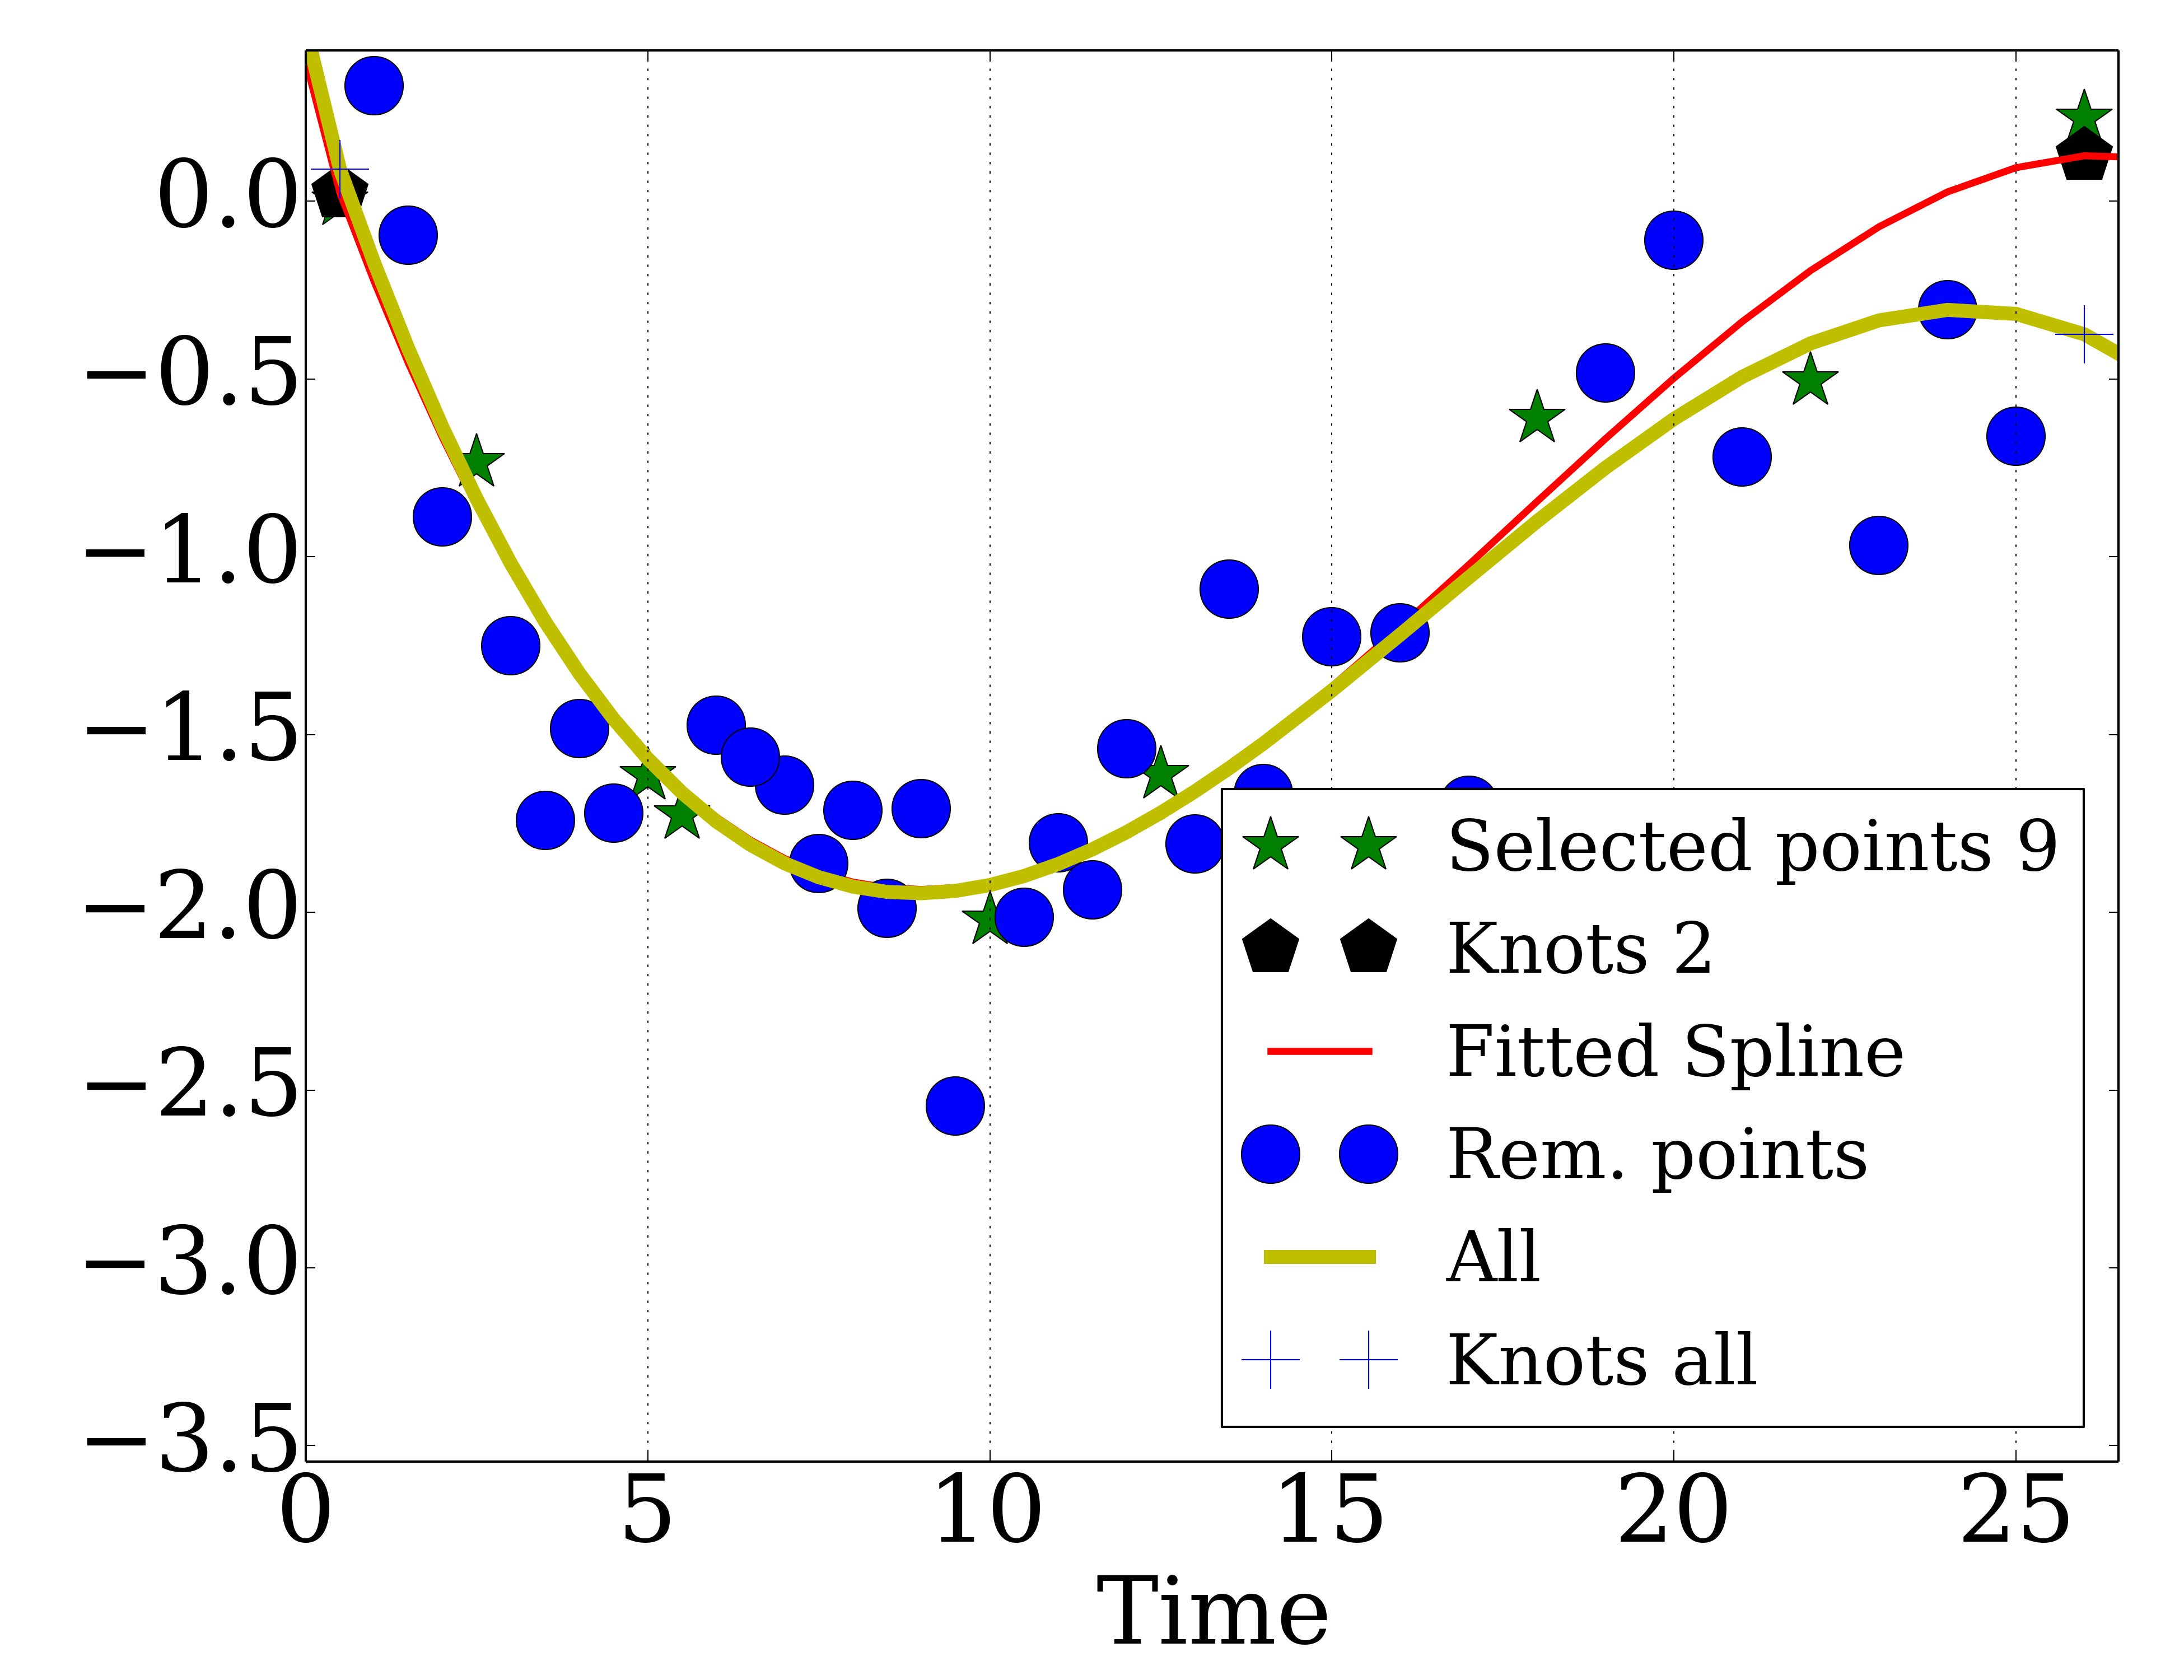 0.0
−0.5
−1.0
−1.5
−2.0
−2.5
−3.0
−3.5
0 5 10 15 20 25
Time
Selected points 9
Knots 2
Fitted Spline
Rem. points
All
Knots all